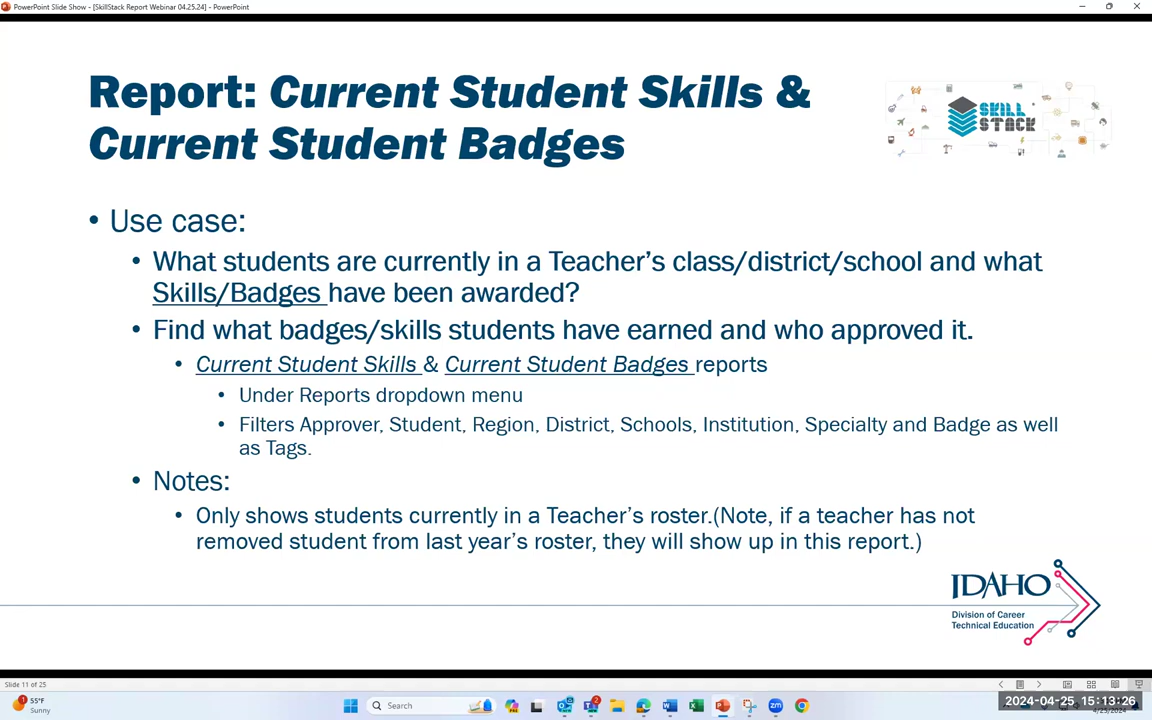 PowerPoint Slide Show - [SkillStack Report Webinar 04.25.24] - PowerPoint
Report: Current Student Skills &
Current Student Badges
SKILL
STACK
• Use case:
• What students are currently in a Teacher's class/district/school and what
Skills/Badges have been awarded?
• Find what badges/skills students have earned and who approved it.
• Current Student Skills & Current Student Badges reports
• Under Reports dropdown menu
• Filters Approver, Student, Region, District, Schools, Institution, Specialty and Badge as well
as Tags.
• Notes:
• Only shows students currently in a Teacher's roster.(Note, if a teacher has not
removed student from last year's roster, they will show up in this report.)
IDAHO
Division of Career
Technical Education
Slide 11 of 25
55°F
Sunny
Search
2024-04-25 15:13:26